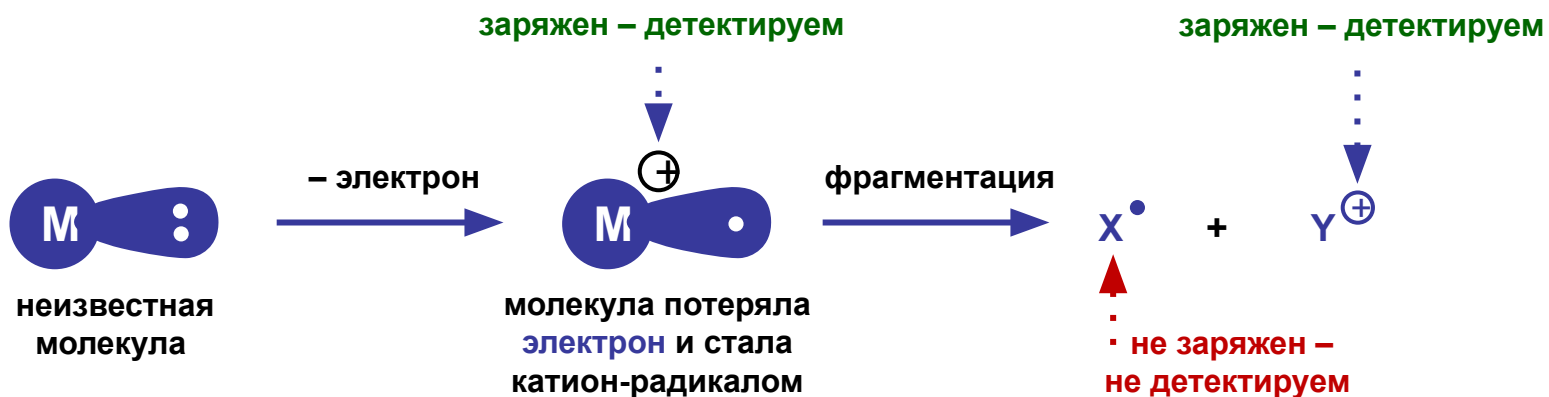 заряжен – детектируем
заряжен – детектируем
– электрон
фрагментация
M
M
+
X • + Y +
неизвестная
молекула
молекула потеряла
электрон и стала
катион-радикалом
не заряжен –
не детектируем